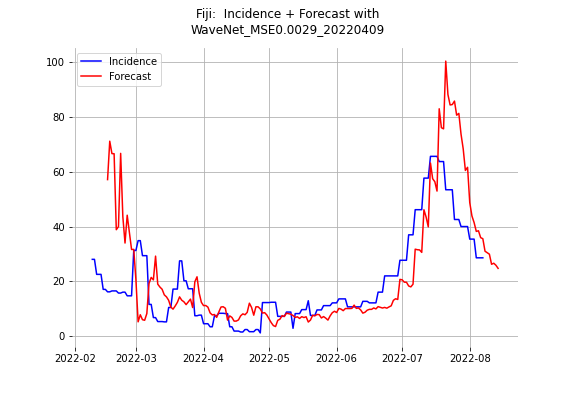 Fiji:  Incidence + Forecast with
WaveNet_MSE0.0029_20220409
Incidence
Forecast
100
80
60
40
20
0
2022-02 2022-03 2022-04 2022-05 2022-06 2022-07 2022-08